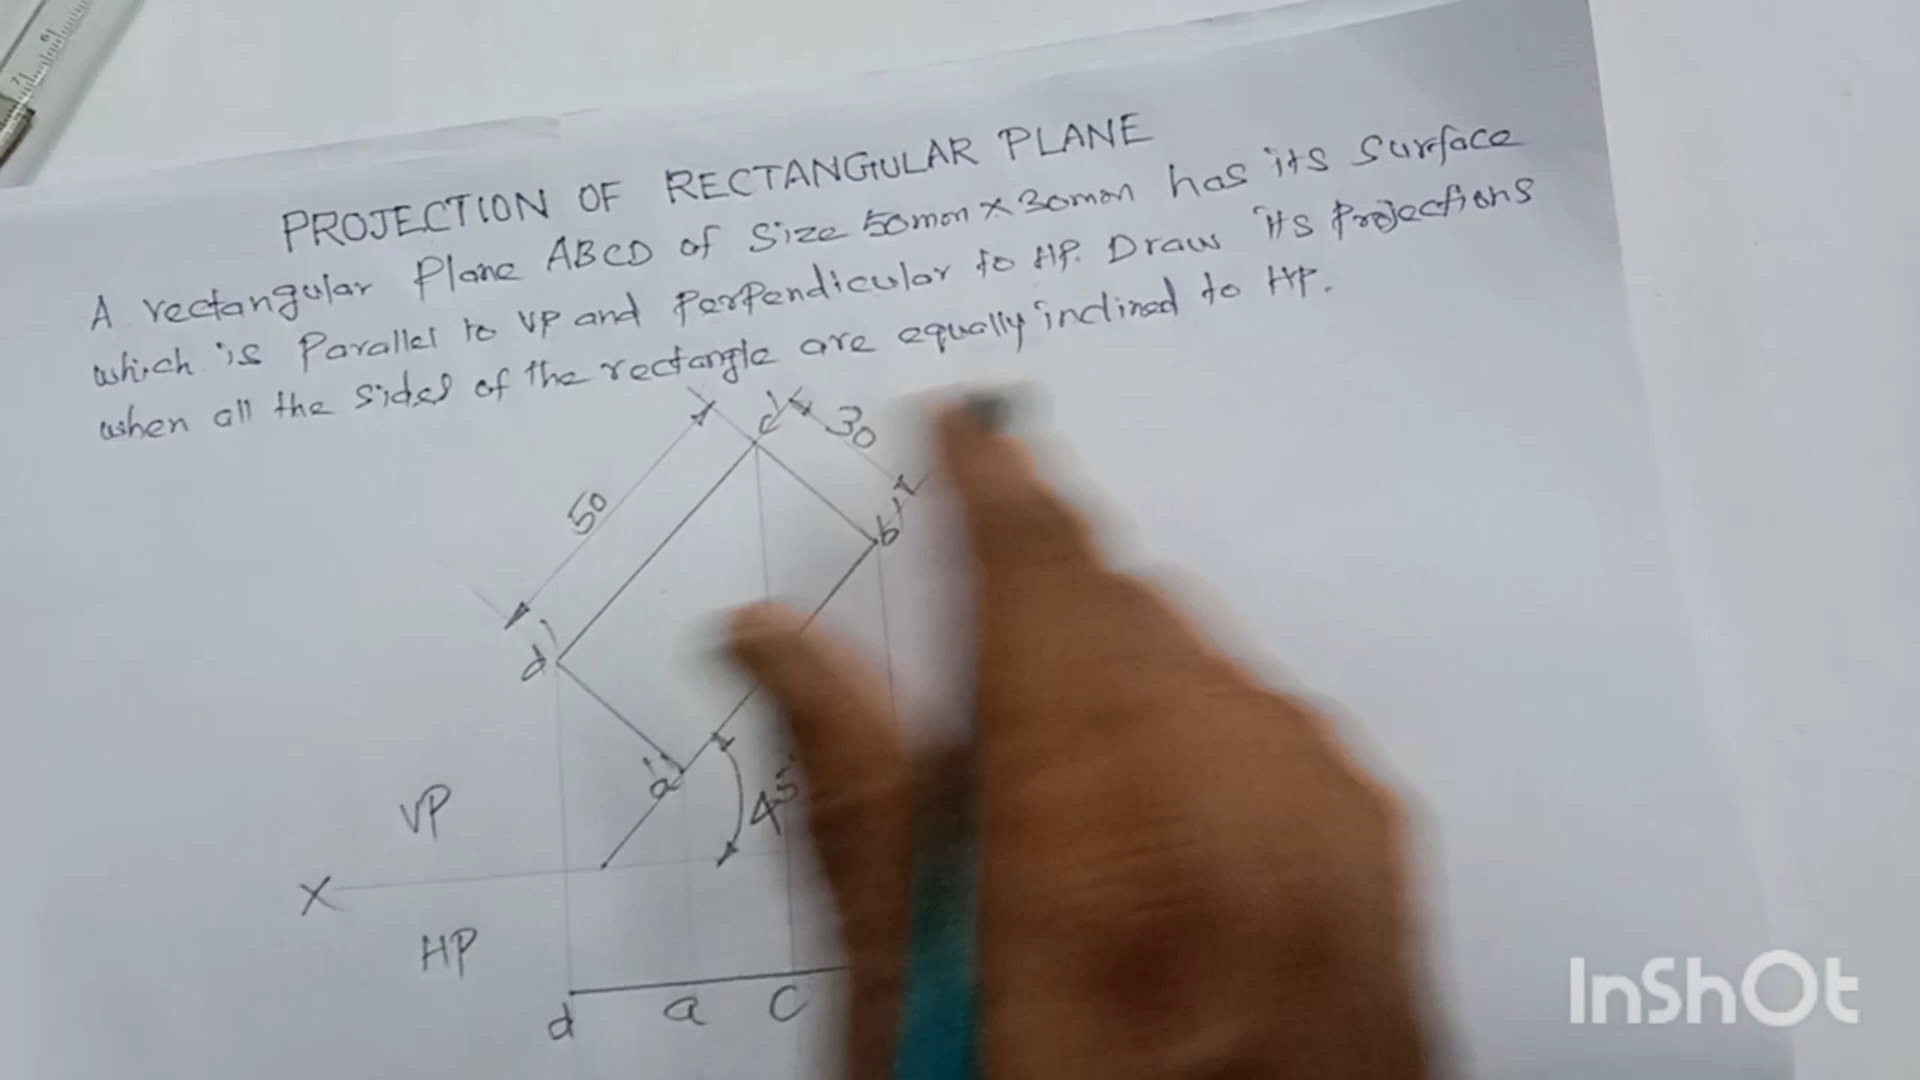 PROJECTION OF RECTANGULAR PLANE
A rectangular Plane ABCD of Size 50mm × 30mm has its Surface
which is Parallel to VP and Perpendicular to HP. Draw its Projections
when all the sides of the rectangle are equally inclined to HP.
c'
30
50
b'
d'
a'
45
VP
X
HP
d a c
InShOt